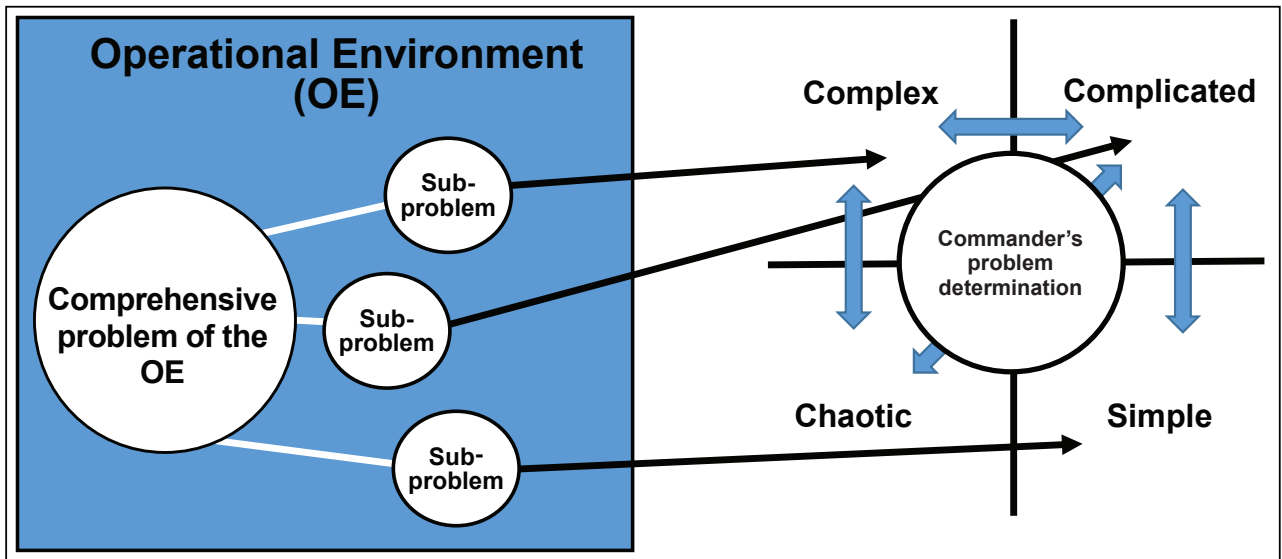 Operational Environment
(OE)
Comprehensive
problem of the
OE
Sub-
problem
Sub-
problem
Sub-
problem
Complex
Complicated
Commander’s
problem
determination
Chaotic
Simple